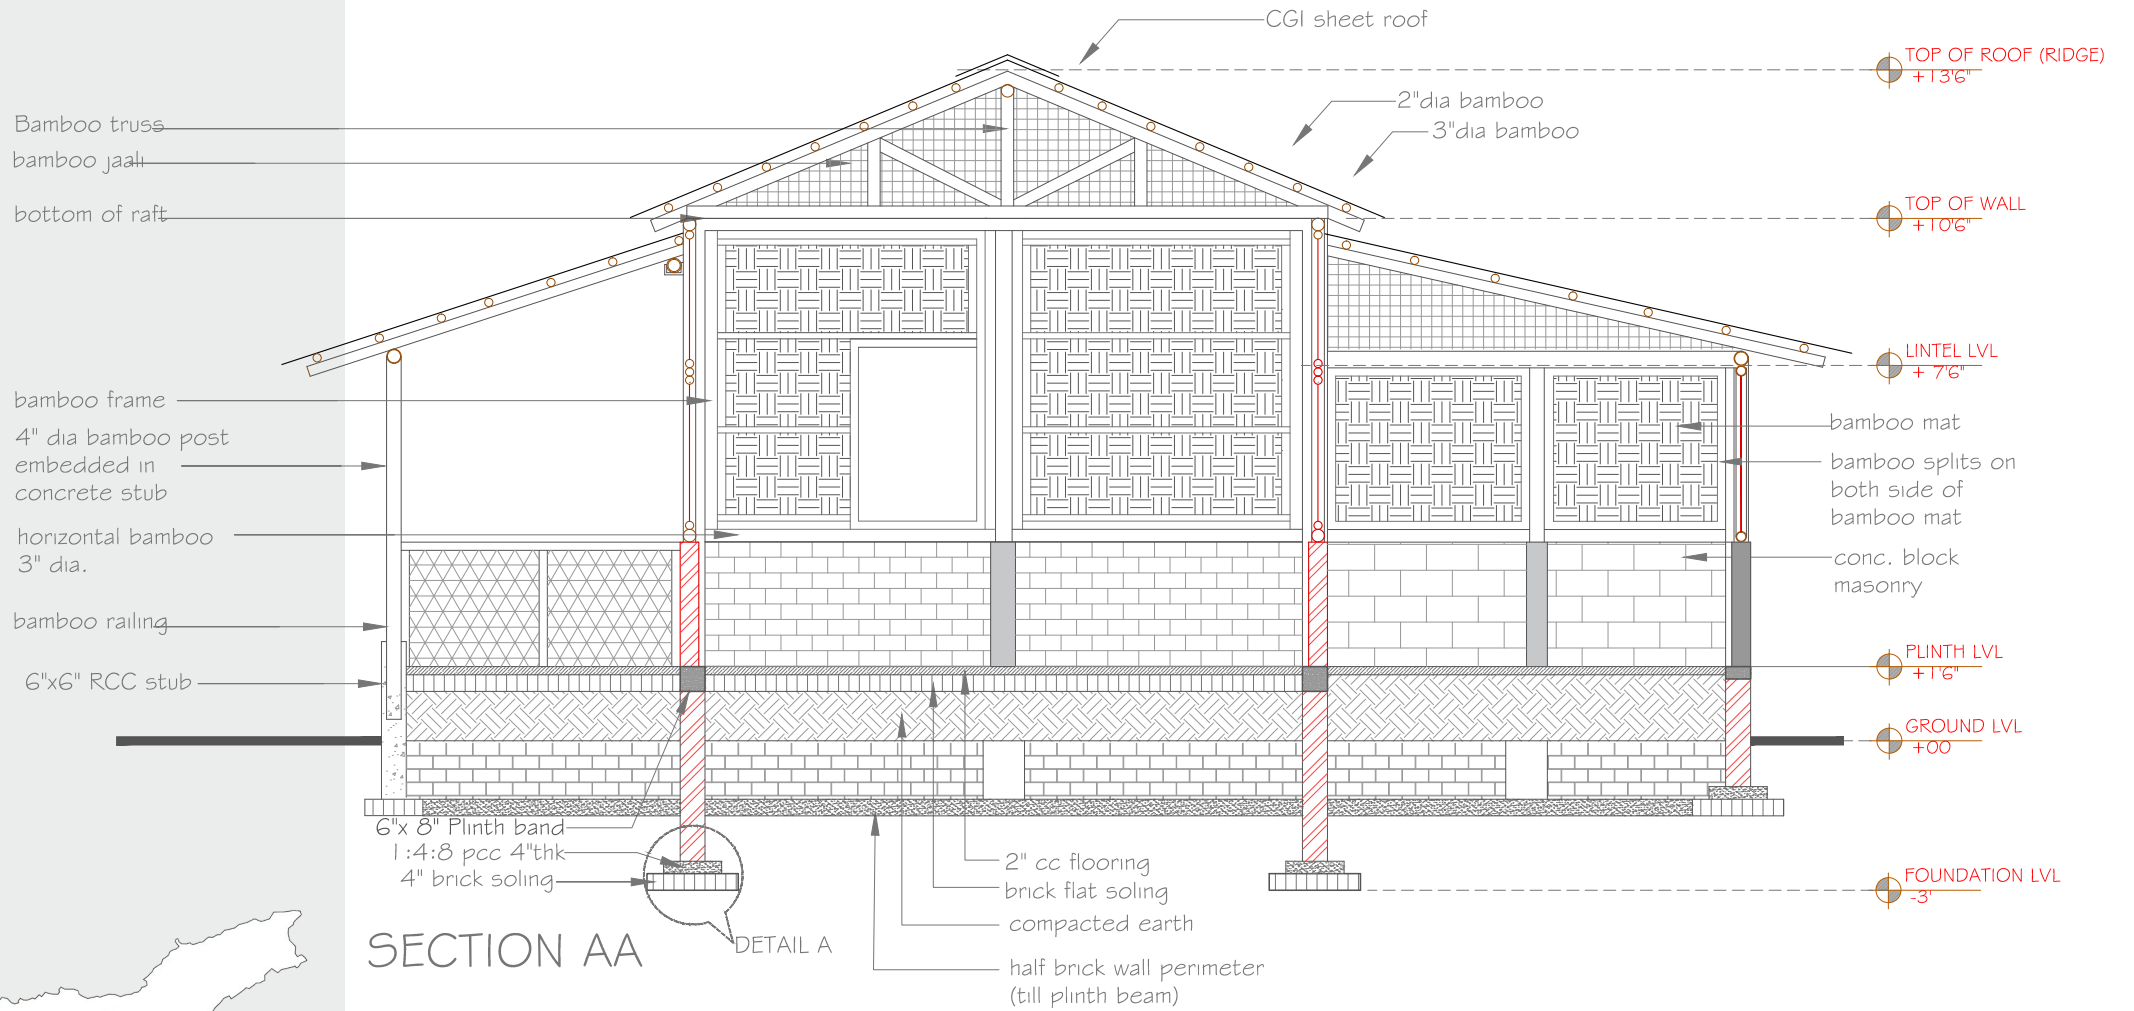 CGI sheet roof
TOP OF ROOF (RIDGE)
+13'6"
2"dia bamboo
3"dia bamboo
Bamboo truss
bamboo jaali
bottom of raft
TOP OF WALL
+10'6"
LINTEL LVL
+ 7'6"
bamboo frame
4" dia bamboo post
embedded in
concrete stub
horizontal bamboo
3" dia.
bamboo railing
6"x6" RCC stub
bamboo mat
bamboo splits on
both side of
bamboo mat
conc. block
masonry
PLINTH LVL
+1'6"
GROUND LVL
+00
6"x 8" Plinth band
1:4:8 pcc 4"thk
4" brick soling
2" cc flooring
brick flat soling
compacted earth
half brick wall perimeter
(till plinth beam)
FOUNDATION LVL
-3'
SECTION AA
DETAIL A